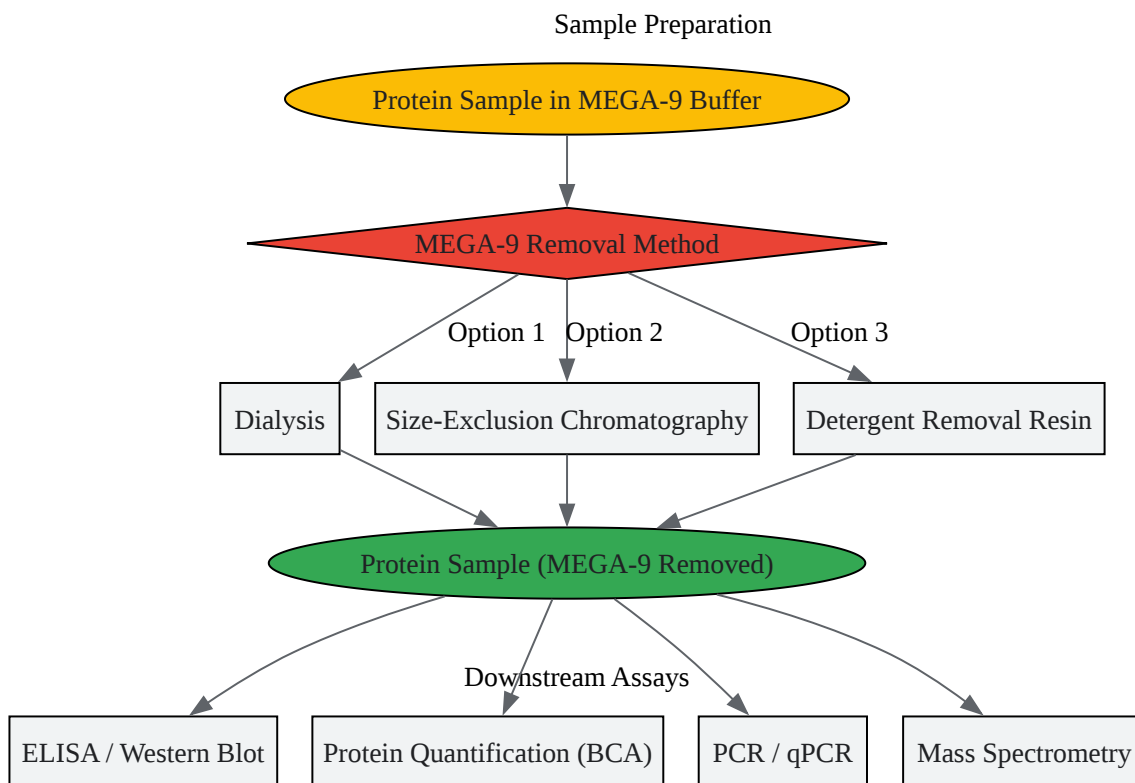 Sample Preparation
Protein Sample in MEGA-9 Buffer
MEGA-9 Removal Method
Option 1
Option 2
Option 3
Dialysis
Size-Exclusion Chromatography
Detergent Removal Resin
Protein Sample (MEGA-9 Removed)
Downstream Assays
ELISA / Western Blot
Protein Quantification (BCA)
PCR / qPCR
Mass Spectrometry